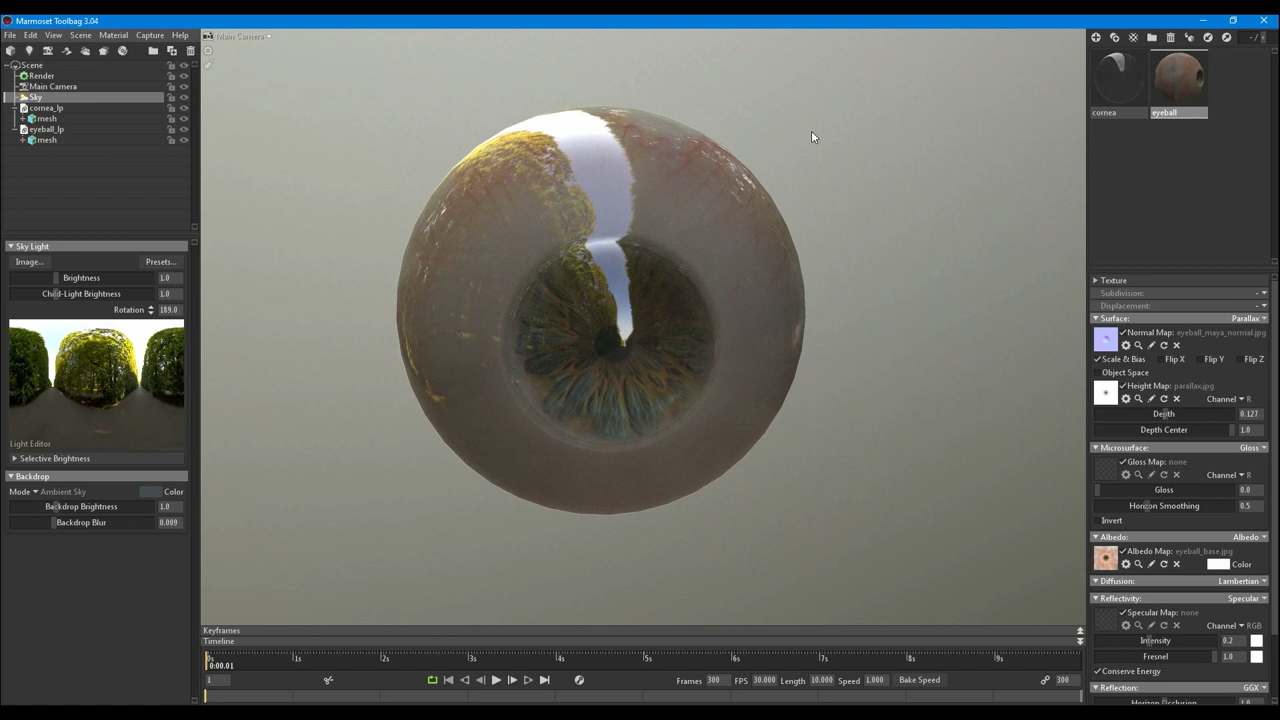 Marmoset Toolbag 3.04
File Edit View Scene Material Capture Help
Main Camera
- /
Scene
Render
Main Camera
Sky
cornea_lp
mesh
eyeball_lp
mesh
cornea
eyeball
Sky Light
Image...
Presets...
Brightness 1.0
Child-Light Brightness 1.0
Rotation 189.0
Light Editor
Selective Brightness
Backdrop
Mode Ambient Sky Color
Backdrop Brightness 1.0
Backdrop Blur 0.009
Texture
Subdivision: -
Displacement: -
Surface: Parallax
Normal Map: eyeball_maya_normal.jpg
Scale & Bias Flip X Flip Y Flip Z
Object Space
Height Map: parallax.jpg
Channel R
Depth 0.127
Depth Center 1.0
Microsurface: Gloss
Gloss Map: none
Channel R
Gloss 0.0
Horizon Smoothing 0.5
Invert
Albedo: Albedo
Albedo Map: eyeball_base.jpg
Color
Diffusion: Lambertian
Reflectivity: Specular
Specular Map: none
Channel RGB
Intensity 0.2
Fresnel 1.0
Conserve Energy
Reflection: GGX
Horizon Occlusion 1.0
Keyframes
Timeline
0s 1s 2s 3s 4s 5s 6s 7s 8s 9s
0:00.01
1
Frames 300 FPS 30.000 Length 10.000 Speed 1.000 Bake Speed 300